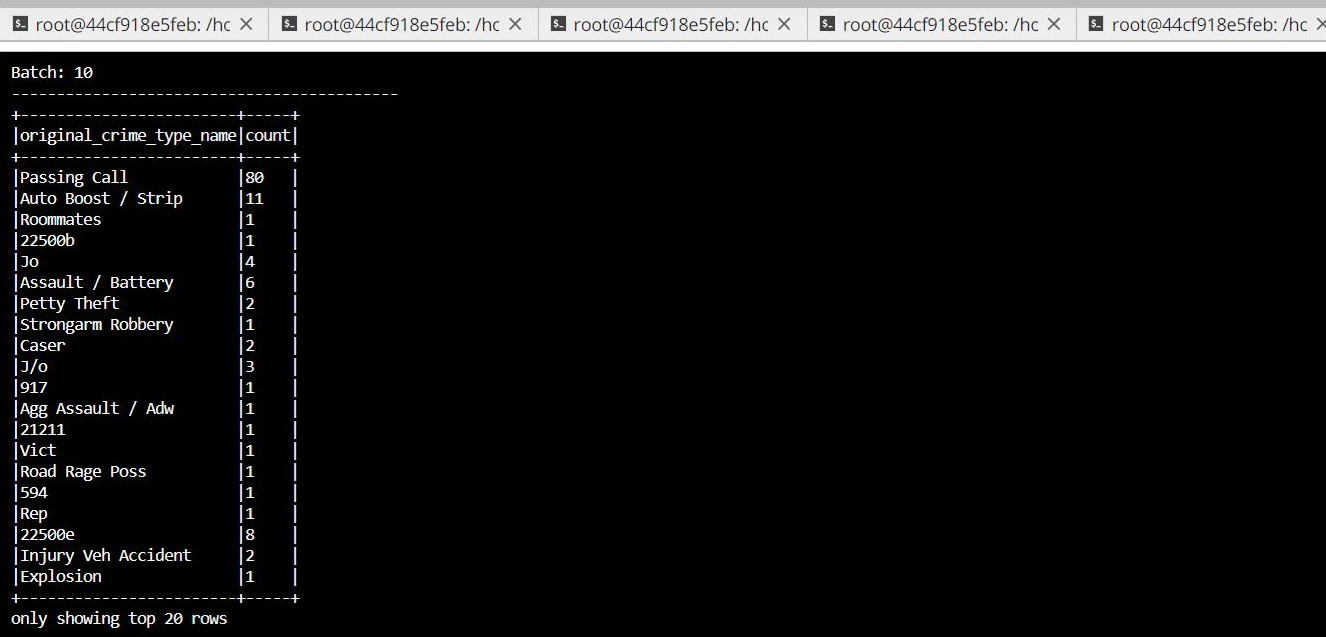 root@44cf918e5feb: /hc root@44cf918e5feb: /hc root@44cf918e5feb: /hc root@44cf918e5feb: /hc root@44cf918e5feb: /hc
Batch: 10
-------------------------------------------
+------------------------+-----+
|original_crime_type_name|count|
+------------------------+-----+
|Passing Call            |80   |
|Auto Boost / Strip      |11   |
|Roommates               |1    |
|22500b                  |1    |
|Jo                      |4    |
|Assault / Battery       |6    |
|Petty Theft             |2    |
|Strongarm Robbery       |1    |
|Caser                   |2    |
|J/o                     |3    |
|917                     |1    |
|Agg Assault / Adw       |1    |
|21211                   |1    |
|Vict                    |1    |
|Road Rage Poss          |1    |
|594                     |1    |
|Rep                     |1    |
|22500e                  |8    |
|Injury Veh Accident     |2    |
|Explosion               |1    |
+------------------------+-----+
only showing top 20 rows